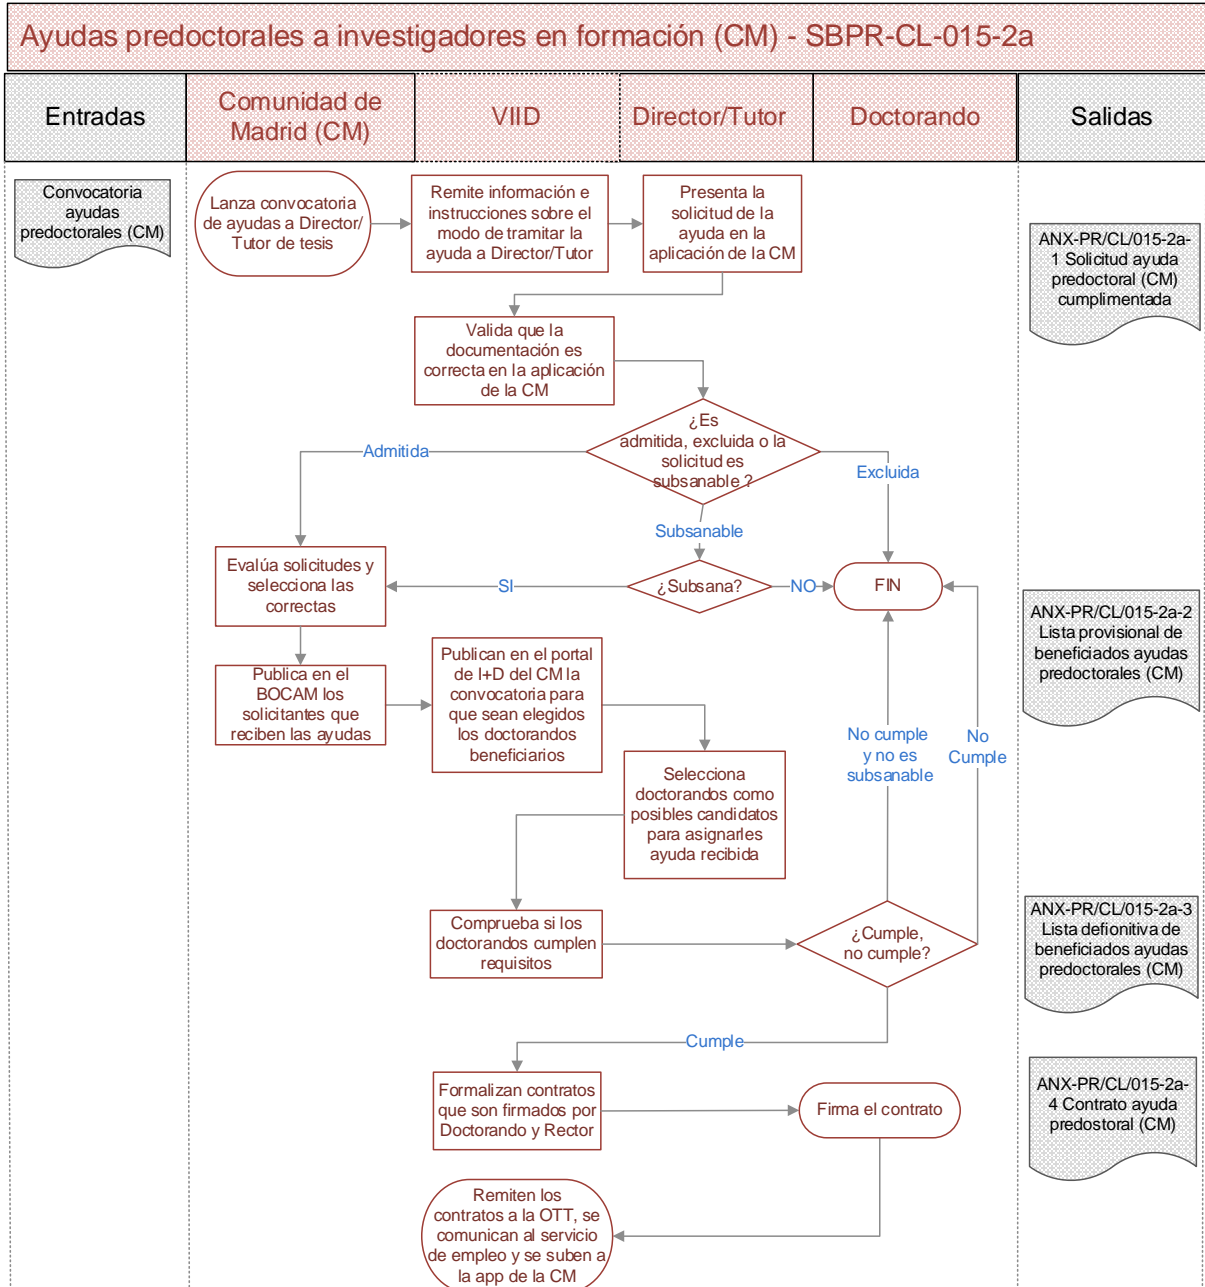 Ayudas predoctorales a investigadores en formación (CM) - SBPR-CL-015-2a
Entradas
Comunidad de
Madrid (CM)
VIID
Director/Tutor
Doctorando
Salidas
Convocatoria
ayudas
predoctorales (CM)
Lanza convocatoria
de ayudas a Director/
Tutor de tesis
Remite información e
instrucciones sobre el
modo de tramitar la
ayuda a Director/Tutor
Presenta la
solicitud de la
ayuda en la
aplicación de la CM
ANX-PR/CL/015-2a-
1 Solicitud ayuda
predoctoral (CM)
cumplimentada
Valida que la
documentación es
correcta en la aplicación
de la CM
¿Es
admitida, excluida o la
solicitud es
subsanable ?
Admitida
Excluida
Subsanable
Evalúa solicitudes y
selecciona las
correctas
SI
¿Subsana?
NO
FIN
ANX-PR/CL/015-2a-2
Lista provisional de
beneficiados ayudas
predoctorales (CM)
Publica en el
BOCAM los
solicitantes que
reciben las ayudas
Publican en el portal
de I+D del CM la
convocatoria para
que sean elegidos
los doctorandos
beneficiarios
No cumple
y no es
subsanable
No
Cumple
Selecciona
doctorandos como
posibles candidatos
para asignarles
ayuda recibida
Comprueba si los
doctorandos cumplen
requisitos
¿Cumple,
no cumple?
ANX-PR/CL/015-2a-3
Lista defionitiva de
beneficiados ayudas
predoctorales (CM)
Cumple
Formalizan contratos
que son firmados por
Doctorando y Rector
Firma el contrato
ANX-PR/CL/015-2a-
4 Contrato ayuda
predostoral (CM)
Remiten los
contratos a la OTT, se
comunican al servicio
de empleo y se suben a
la app de la CM